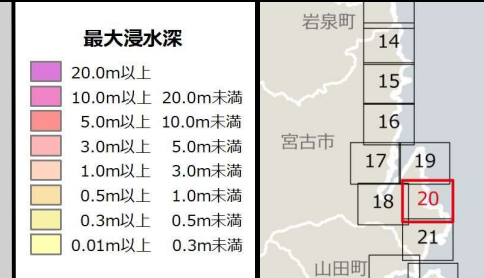 最大浸水深
20.0m以上
10.0m以上 20.0m未満
5.0m以上 10.0m未満
3.0m以上 5.0m未満
1.0m以上 3.0m未満
0.5m以上 1.0m未満
0.3m以上 0.5m未満
0.01m以上 0.3m未満
岩泉町
14
15
16
宮古市
17 19
18 20
21
山田町